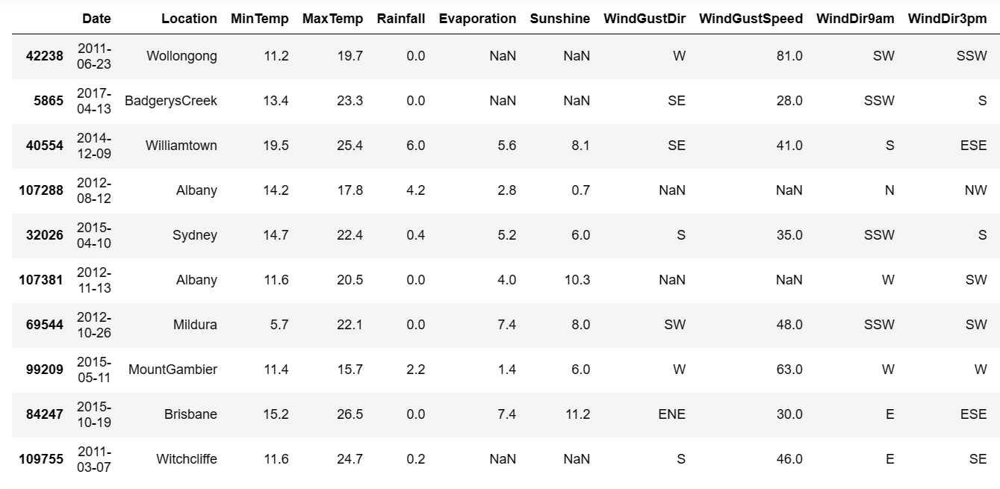 Date Location MinTemp MaxTemp Rainfall Evaporation Sunshine WindGustDir WindGustSpeed WindDir9am WindDir3pm
42238 2011-06-23 Wollongong 11.2 19.7 0.0 NaN NaN W 81.0 SW SSW
5865 2017-04-13 BadgerysCreek 13.4 23.3 0.0 NaN NaN SE 28.0 SSW S
40554 2014-12-09 Williamtown 19.5 25.4 6.0 5.6 8.1 SE 41.0 S ESE
107288 2012-08-12 Albany 14.2 17.8 4.2 2.8 0.7 NaN NaN N NW
32026 2015-04-10 Sydney 14.7 22.4 0.4 5.2 6.0 S 35.0 SSW S
107381 2012-11-13 Albany 11.6 20.5 0.0 4.0 10.3 NaN NaN W SW
69544 2012-10-26 Mildura 5.7 22.1 0.0 7.4 8.0 SW 48.0 SSW SW
99209 2015-05-11 MountGambier 11.4 15.7 2.2 1.4 6.0 W 63.0 W W
84247 2015-10-19 Brisbane 15.2 26.5 0.0 7.4 11.2 ENE 30.0 E ESE
109755 2011-03-07 Witchcliffe 11.6 24.7 0.2 NaN NaN S 46.0 E SE